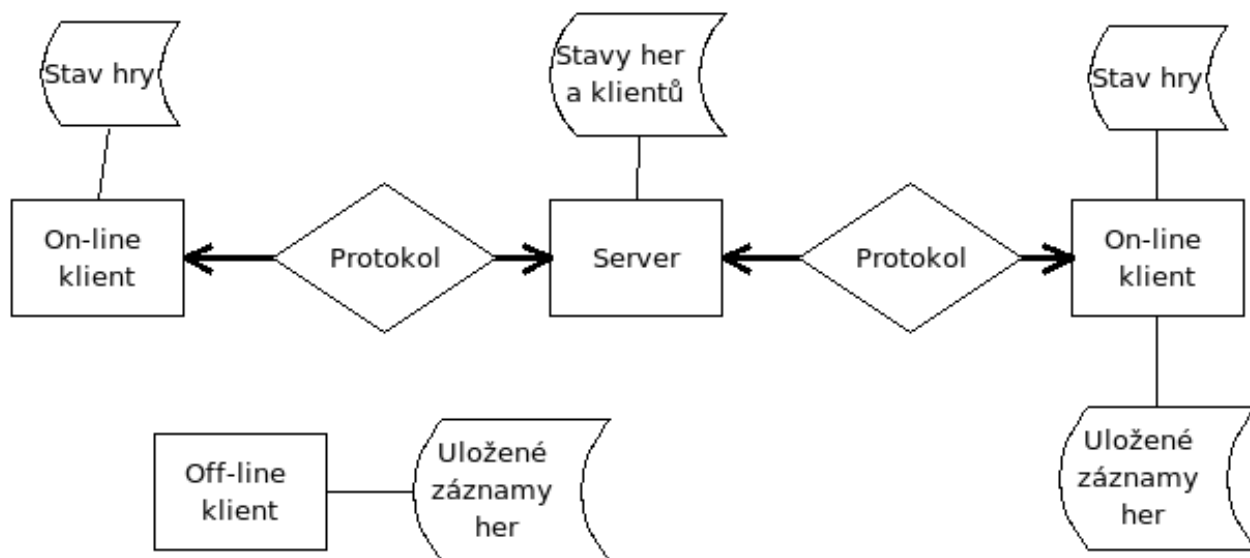 Stav hry
Stavy her
a klientů
Stav hry
On-line
klient
Protokol
Server
Protokol
On-line
klient
Off-line
klient
Uložené
záznamy
her
Uložené
záznamy
her